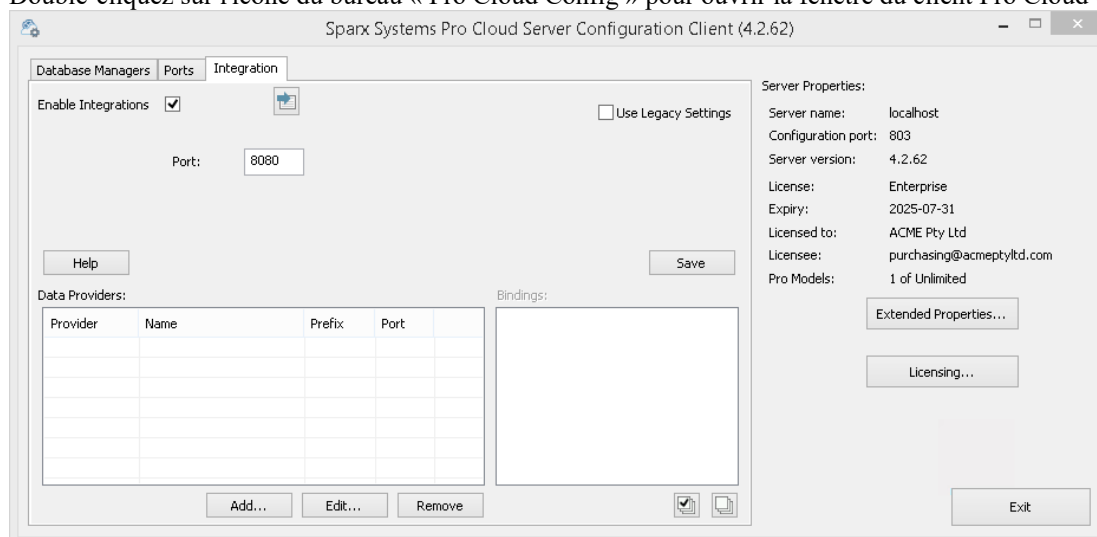 Double-cliquez sur l'icône du bureau « Pro Cloud Config » pour ouvrir la fenêtre du client Pro Cloud
Sparx Systems Pro Cloud Server Configuration Client (4.2.62)
Database Managers Ports Integration
Enable Integrations
Use Legacy Settings
Port: 8080
Help
Save
Data Providers:
Bindings:
Provider Name Prefix Port
Add... Edit... Remove
Server Properties:
Server name: localhost
Configuration port: 803
Server version: 4.2.62
License: Enterprise
Expiry: 2025-07-31
Licensed to: ACME Pty Ltd
Licensee: purchasing@acmeptyltd.com
Pro Models: 1 of Unlimited
Extended Properties...
Licensing...
Exit